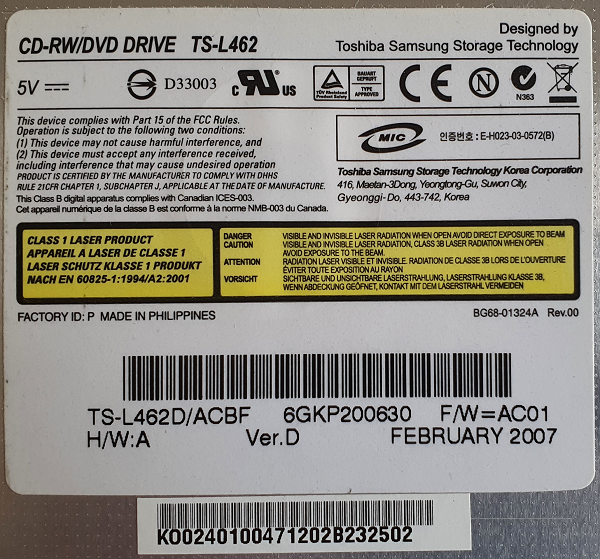 CD-RW/DVD DRIVE TS-L462
Designed by
Toshiba Samsung Storage Technology
5V
D33003
c RU US
TÜV Rheinland
Product Safety
BAUART
GEPRÜFT
TYPE
APPROVED
CE
N
N363
This device complies with Part 15 of the FCC Rules.
Operation is subject to the following two conditions:
(1) This device may not cause harmful interference, and
(2) This device must accept any interference received,
including interference that may cause undesired operation
PRODUCT IS CERTIFIED BY THE MANUFACTURER TO COMPLY WITH DHHS
RULE 21CFR CHAPTER 1, SUBCHAPTER J, APPLICABLE AT THE DATE OF MANUFACTURE.
This Class B digital apparatus complies with Canadian ICES-003.
Cet appareil numérique de la classe B est conforme à la norme NMB-003 du Canada.
MIC
인증번호 : E-H023-03-0572(B)
Toshiba Samsung Storage Technology Korea Corporation
416, Maetan-3Dong, Yeongtong-Gu, Suwon City,
Gyeonggi-Do, 443-742, Korea
CLASS 1 LASER PRODUCT
APPAREIL A LASER DE CLASSE 1
LASER SCHUTZ KLASSE 1 PRODUKT
NACH EN 60825-1:1994/A2:2001
DANGER VISIBLE AND INVISIBLE LASER RADIATION WHEN OPEN AVOID DIRECT EXPOSURE TO BEAM
CAUTION VISIBLE AND INVISIBLE LASER RADIATION, CLASS 3B LASER RADIATION WHEN OPEN
AVOID EXPOSURE TO THE BEAM.
ATTENTION RADIATION LASER VISIBLE ET INVISIBLE. RADIATION DE CLASSE 3B LORS DE L'OUVERTURE
ÉVITER TOUTE EXPOSITION AU RAYON
VORSICHT SICHTBARE UND UNSICHTBARE LASERSTRAHLUNG, LASERSTRAHLUNG KLASSE 3B,
WENN ABDECKUNG GEÖFFNET, KONTAKT MIT DEM LASERSTRAHL VERMEIDEN
FACTORY ID: P MADE IN PHILIPPINES
BG68-01324A Rev.00
TS-L462D/ACBF 6GKP200630 F/W=AC01
H/W:A Ver.D FEBRUARY 2007
K00240100471202B232502